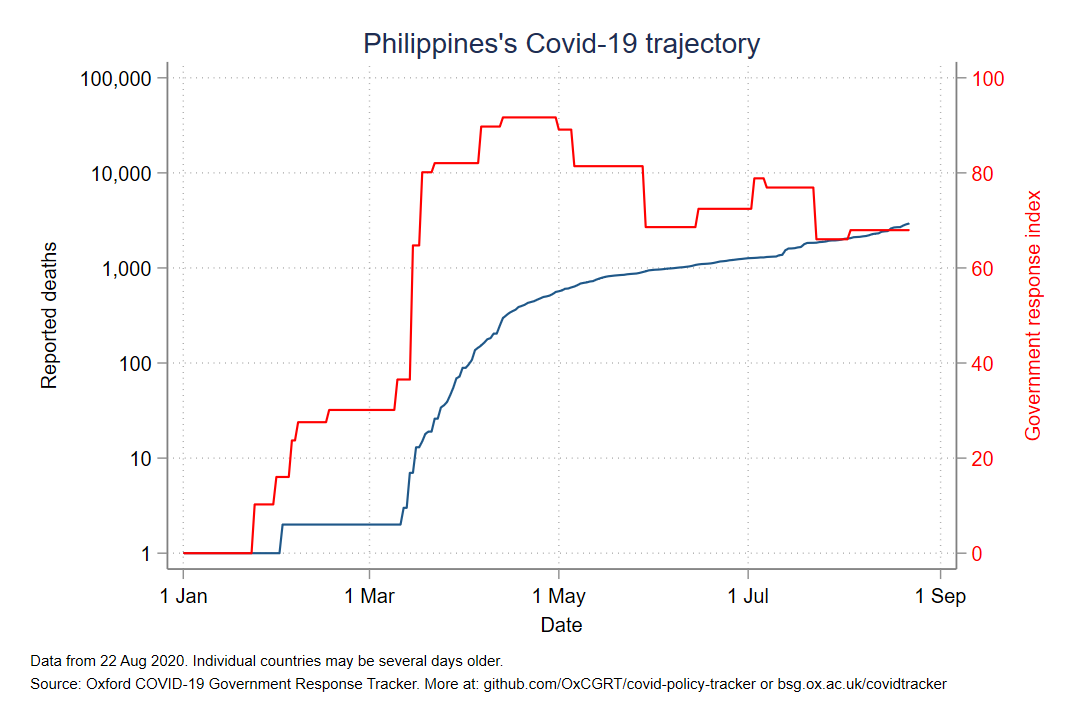 Philippines's Covid-19 trajectory
100,000
10,000
1,000
100
10
1
Reported deaths
100
80
60
40
20
0
Government response index
1 Jan
1 Mar
1 May
1 Jul
1 Sep
Date
Data from 22 Aug 2020. Individual countries may be several days older.
Source: Oxford COVID-19 Government Response Tracker. More at: github.com/OxCGRT/covid-policy-tracker or bsg.ox.ac.uk/covidtracker